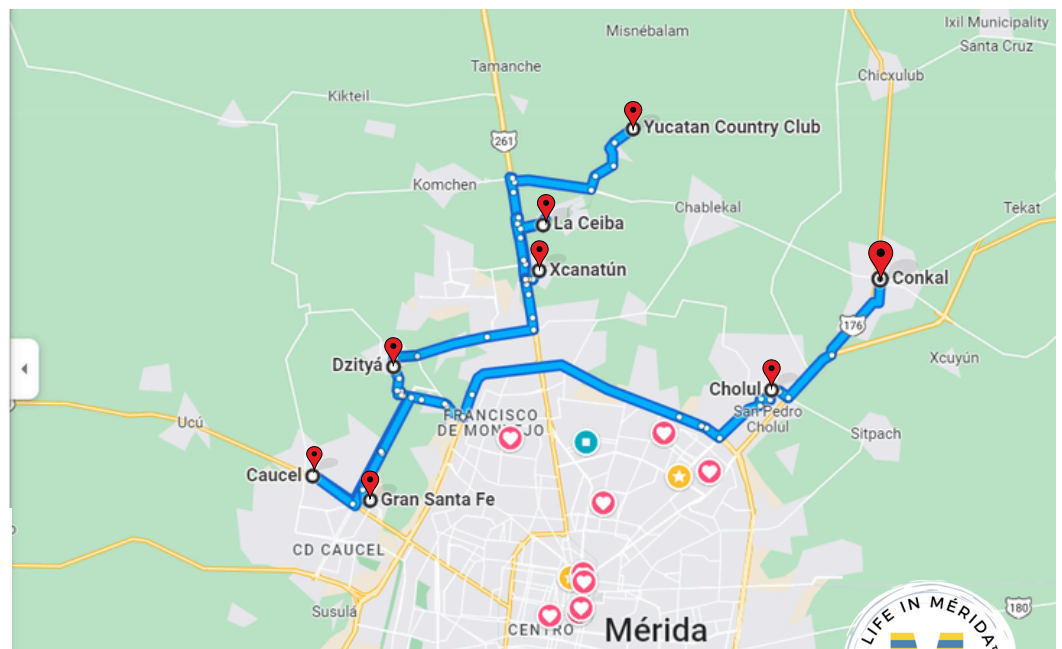 Ixil Municipality
Misnébalam
Santa Cruz
Tamanche
Chicxulub
Kikteil
Yucatan Country Club
261
Komchen
Chablekal
Tekat
La Ceiba
Xcanatún
Conkal
176
Xcuyún
Dzityá
Cholul
San Pedro
Cholul
FRANCISCO
DE MONTEJO
Ucú
Sitpach
Caucel
Gran Santa Fe
CD CAUCEL
Susulá
180
LIFE IN MÉRIDA
CENTRO
Mérida